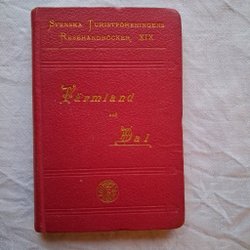 Svenska Turistföreningens
Resehandböcker XIX
Värmland
och
Dal